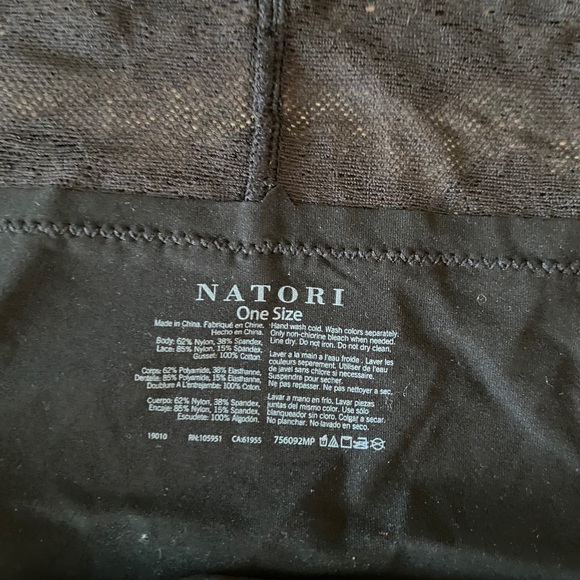 NATORI
One Size
Made in China. Fabriqué en Chine.
Hecho en China.
Body: 62% Nylon, 38% Spandex,
Lace: 85% Nylon, 15% Spandex,
Gusset: 100% Cotton.
Corps: 62% Polyamide, 38% Elasthanne,
Dentelle: 85% Polyamide, 15% Elasthanne,
Doublure A L'Entrejambes: 100% Coton.
Cuerpo: 62% Nylon, 38% Spandex,
Encaje: 85% Nylon, 15% Spandex,
Escudete: 100% Algodón.
Hand wash cold. Wash colors separately.
Only non-chlorine bleach when needed.
Line dry. Do not iron. Do not dry clean.
Laver a la main a l'eau froide. Laver les
couleurs separement. Utiliser de l'eau
de javel sans chlore si necessaire.
Suspendre pour secher.
Ne pas repasser. Ne pas nettoyer a sec.
Lavar a mano en frío. Lavar piezas
juntas del mismo color. Use sólo
blanqueador sin cloro. Colgar a secar
No planchar. No lavado en seco.
19010 RN:105951 CA:61955 756092MP